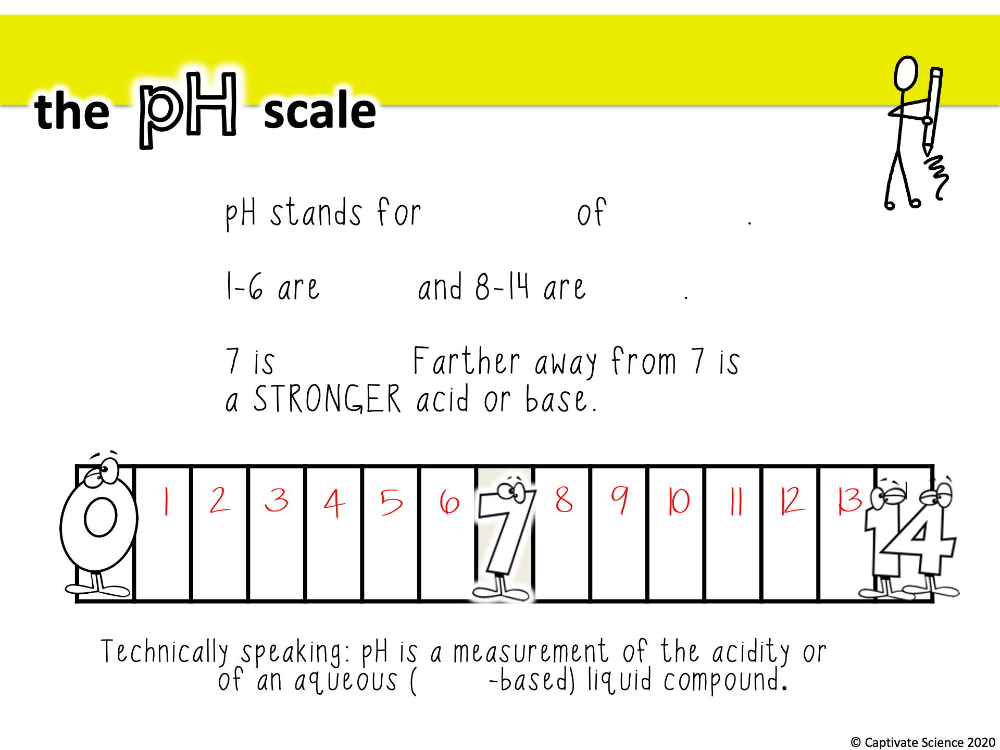 the pH scale
pH stands for of .
1-6 are and 8-14 are .
7 is Farther away from 7 is
a STRONGER acid or base.
0 1 2 3 4 5 6 7 8 9 10 11 12 13 14
Technically speaking: pH is a measurement of the acidity or
of an aqueous ( -based) liquid compound.
© Captivate Science 2020